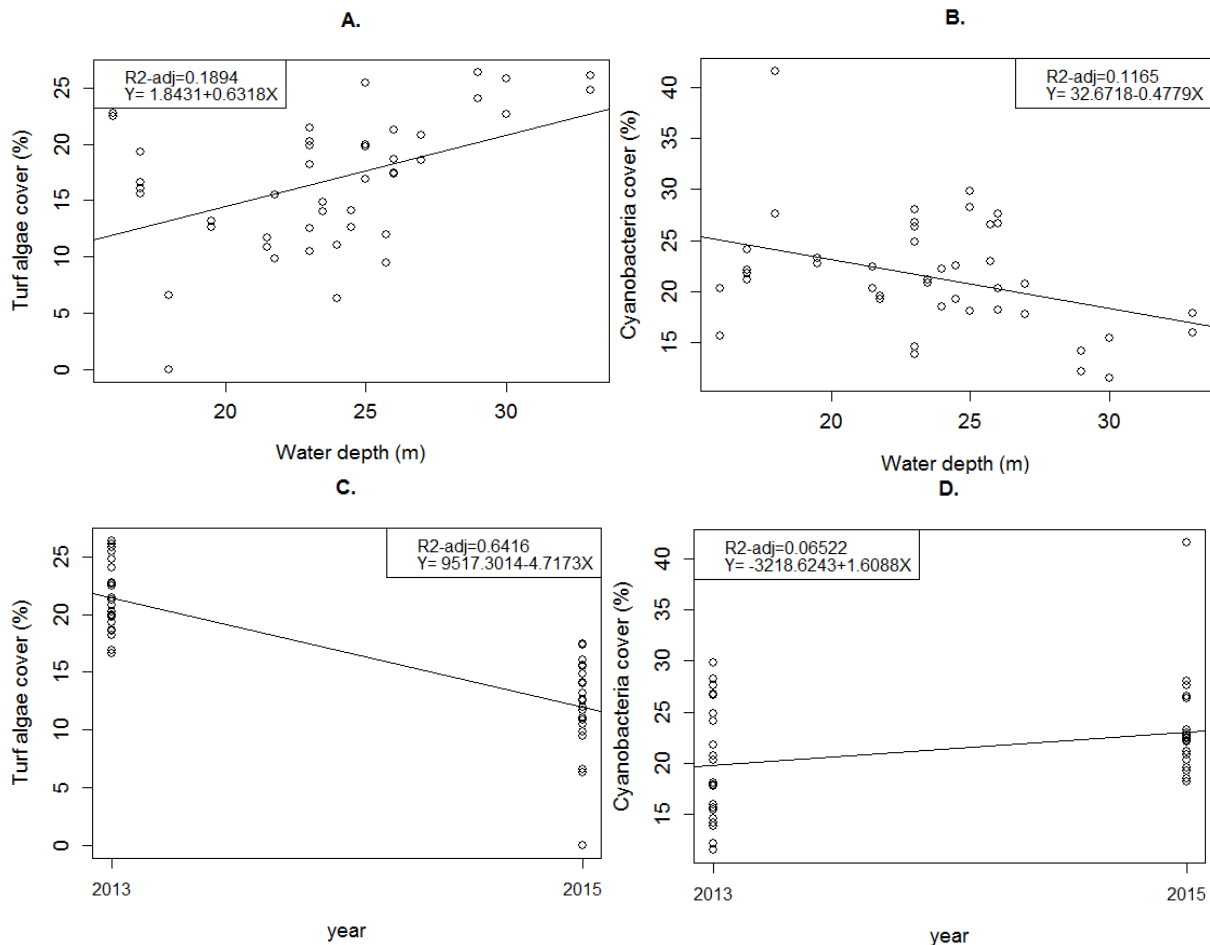 A.
R2-adj=0.1894
Y= 1.8431+0.6318X
Turf algae cover (%)
0
5
10
15
20
25
20
25
30
Water depth (m)
B.
R2-adj=0.1165
Y= 32.6718-0.4779X
Cyanobacteria cover (%)
15
20
25
30
35
40
20
25
30
Water depth (m)
C.
R2-adj=0.6416
Y= 9517.3014-4.7173X
Turf algae cover (%)
0
5
10
15
20
25
2013
2015
year
D.
R2-adj=0.06522
Y= -3218.6243+1.6088X
Cyanobacteria cover (%)
15
20
25
30
35
40
2013
2015
year